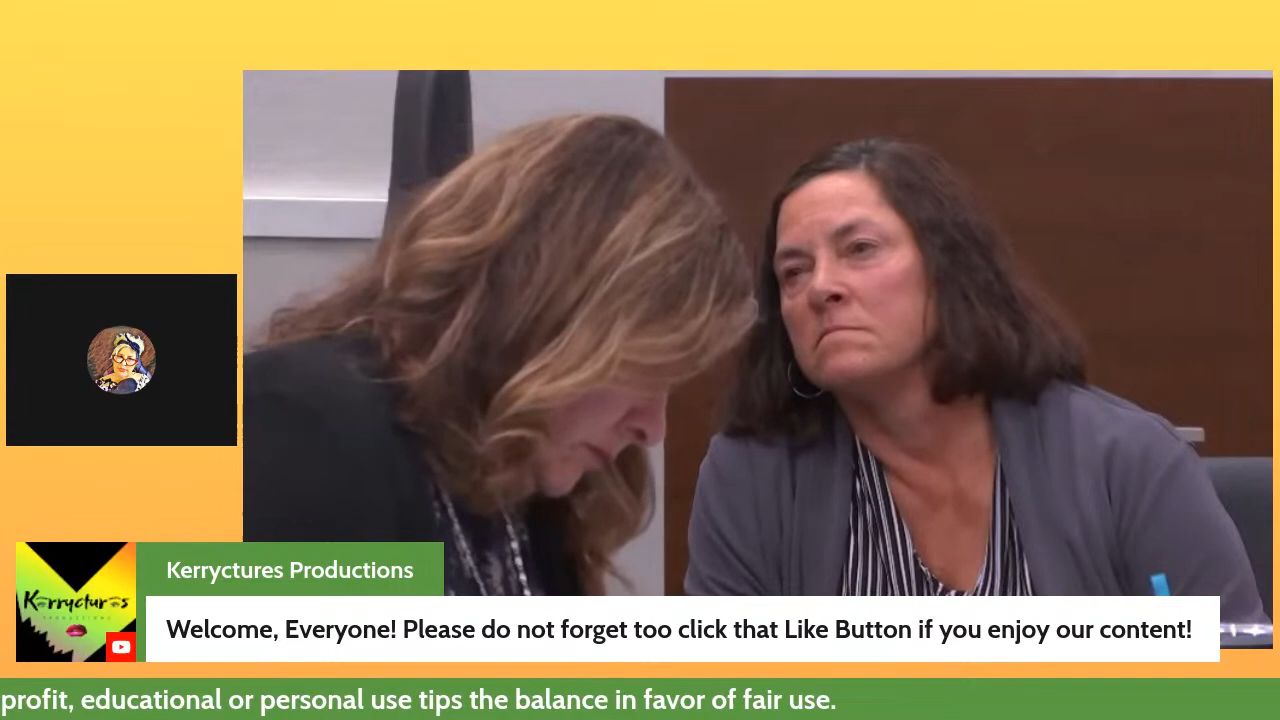 Kerryctures
PRODUCTIONS
Kerryctures Productions
Welcome, Everyone! Please do not forget too click that Like Button if you enjoy our content!
profit, educational or personal use tips the balance in favor of fair use.